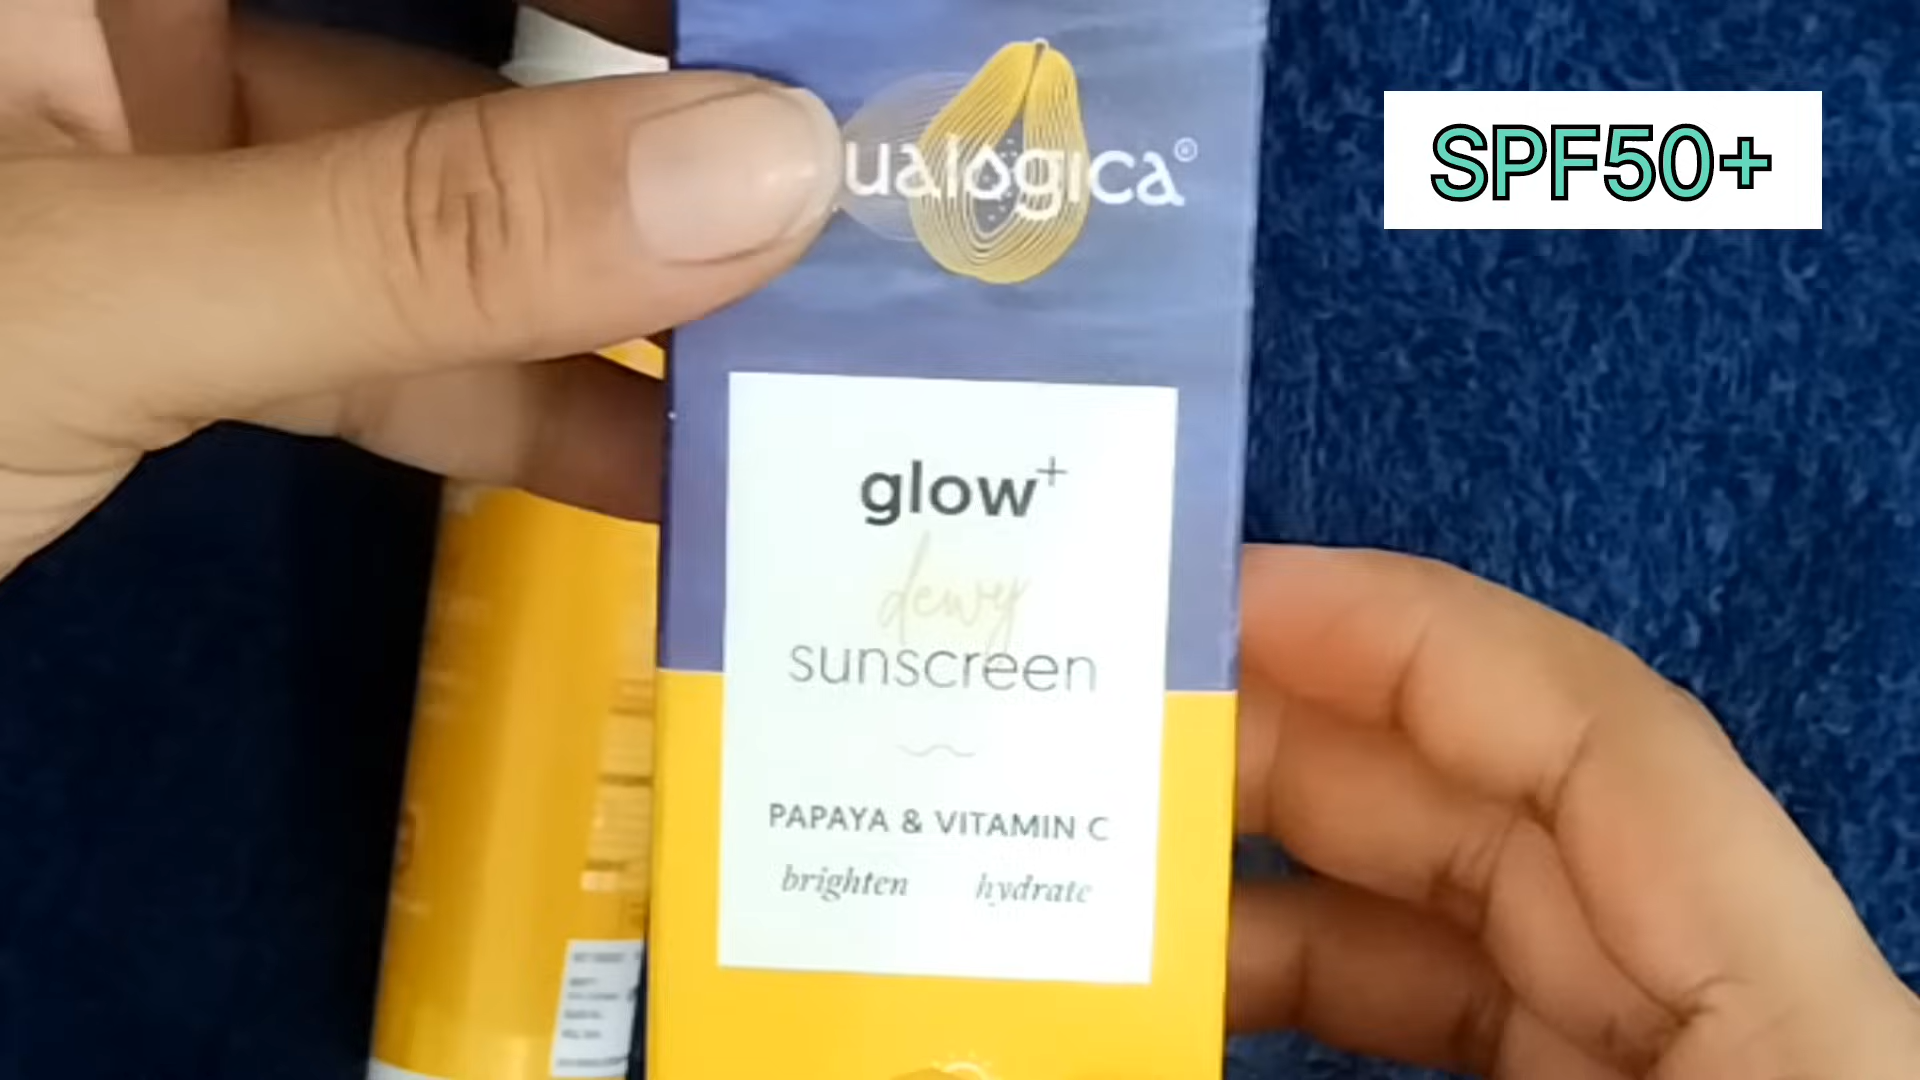 ualogica®
SPF50+
glow+
dewy
sunscreen
PAPAYA & VITAMIN C
brighten hydrate